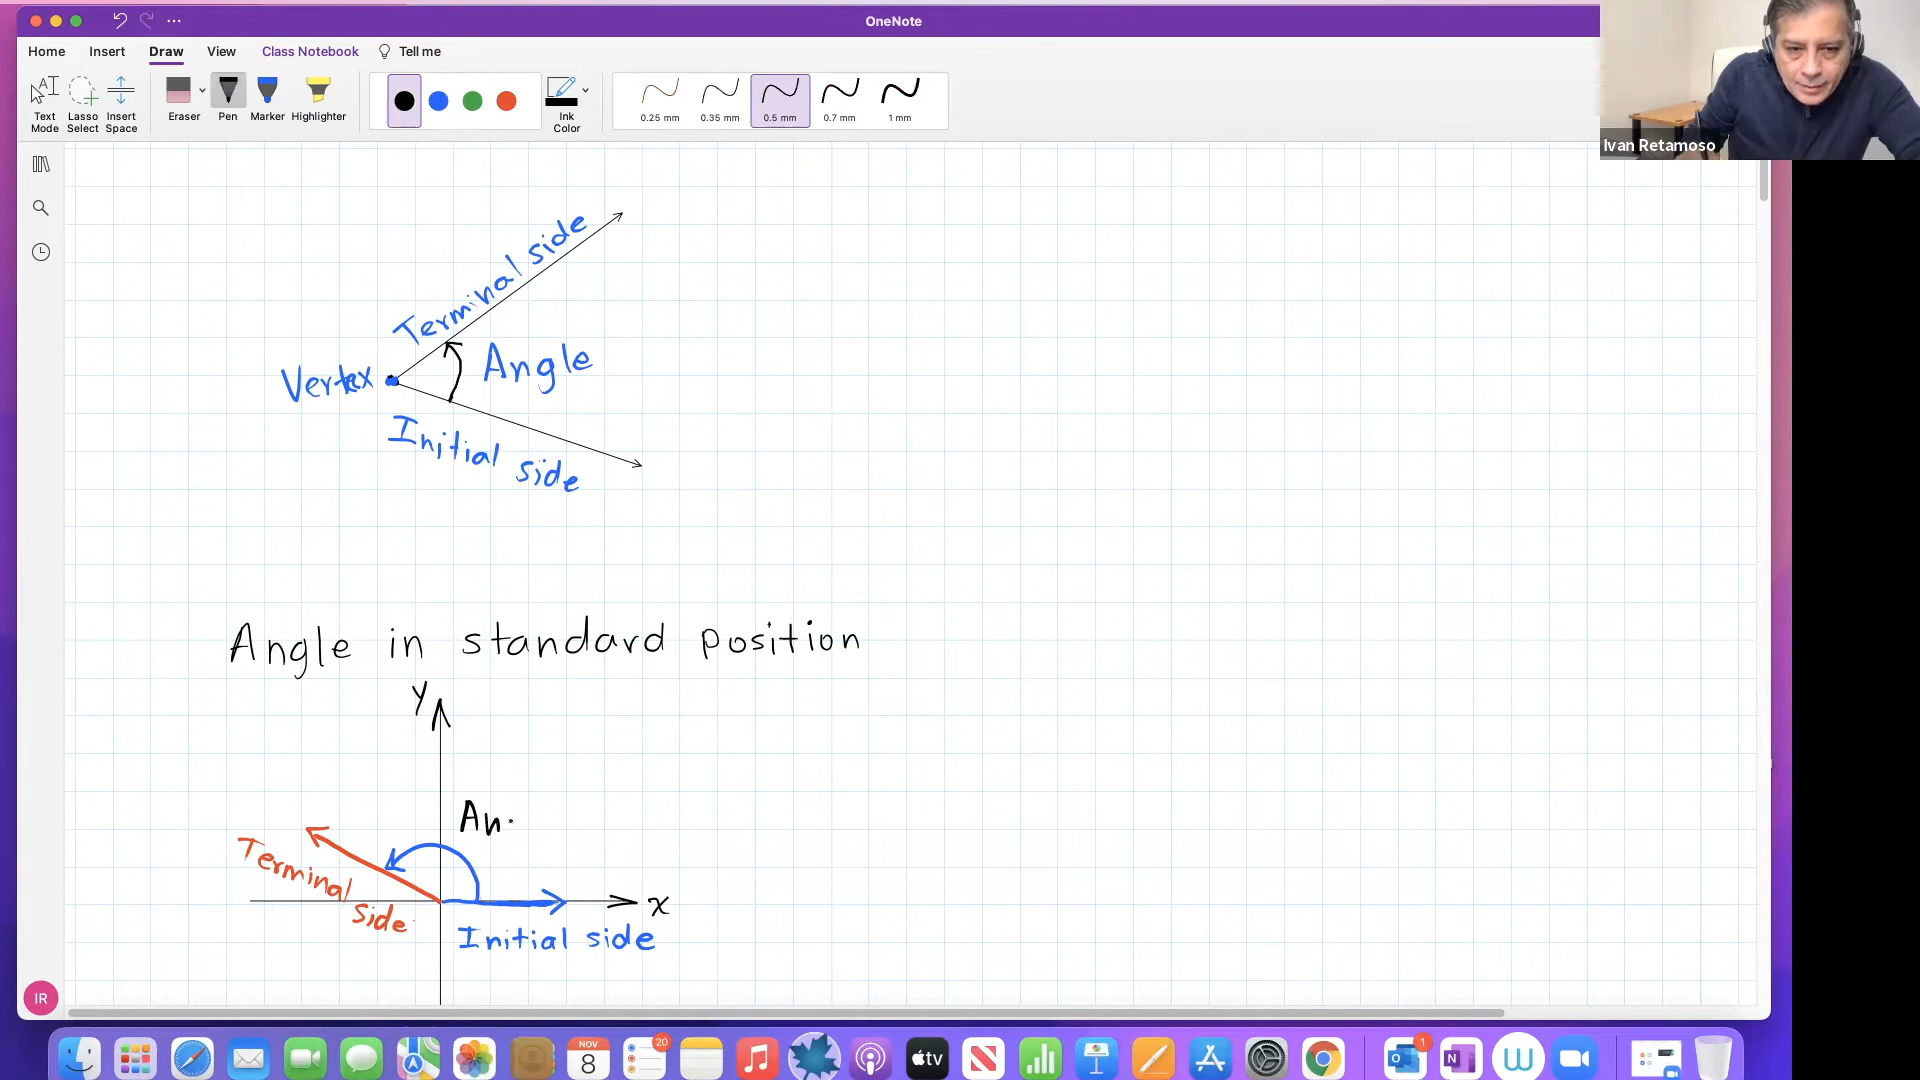 OneNote
Home Insert Draw View Class Notebook Tell me
Text Mode
Lasso Select
Insert Space
Eraser
Pen
Marker
Highlighter
Ink Color
0.25 mm
0.35 mm
0.5 mm
0.7 mm
1 mm
Ivan Retamoso
Terminal side
Angle
Vertex
Initial side
Angle in standard position
y
An
Terminal
side
x
Initial side
IR
NOV
8
20
tv
1
N
W